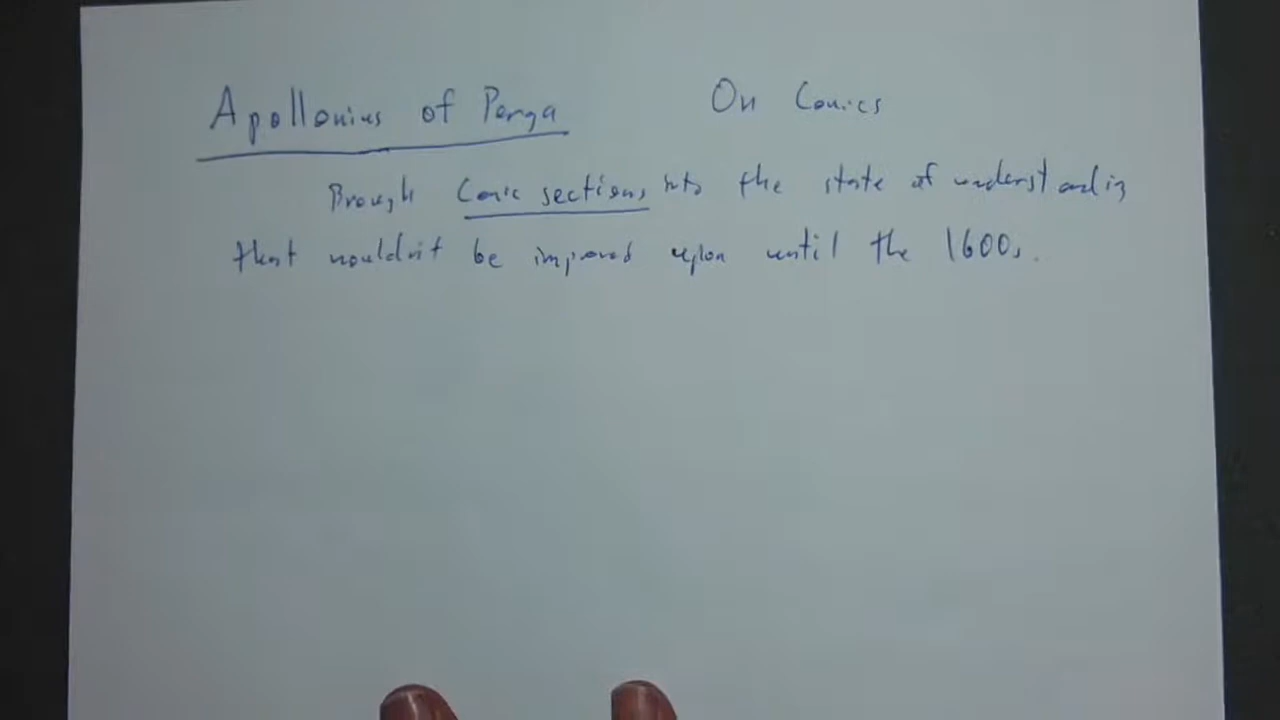 Apollonius of Perga On Conics
Brough Conic sections into the state of understanding
that wouldn't be improved upon until the 1600s.